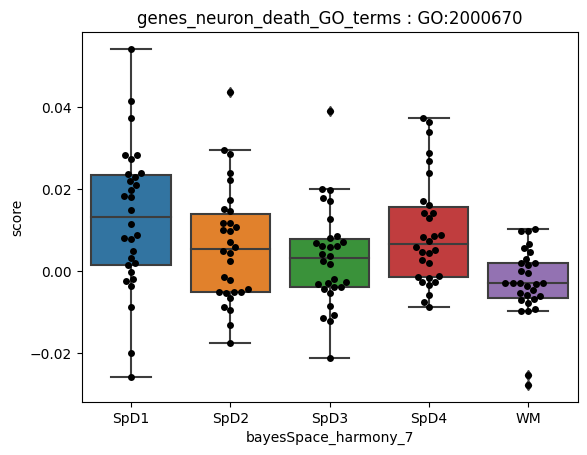 genes_neuron_death_GO_terms : GO:2000670
score
0.04
0.02
0.00
−0.02
SpD1 SpD2 SpD3 SpD4 WM
bayesSpace_harmony_7